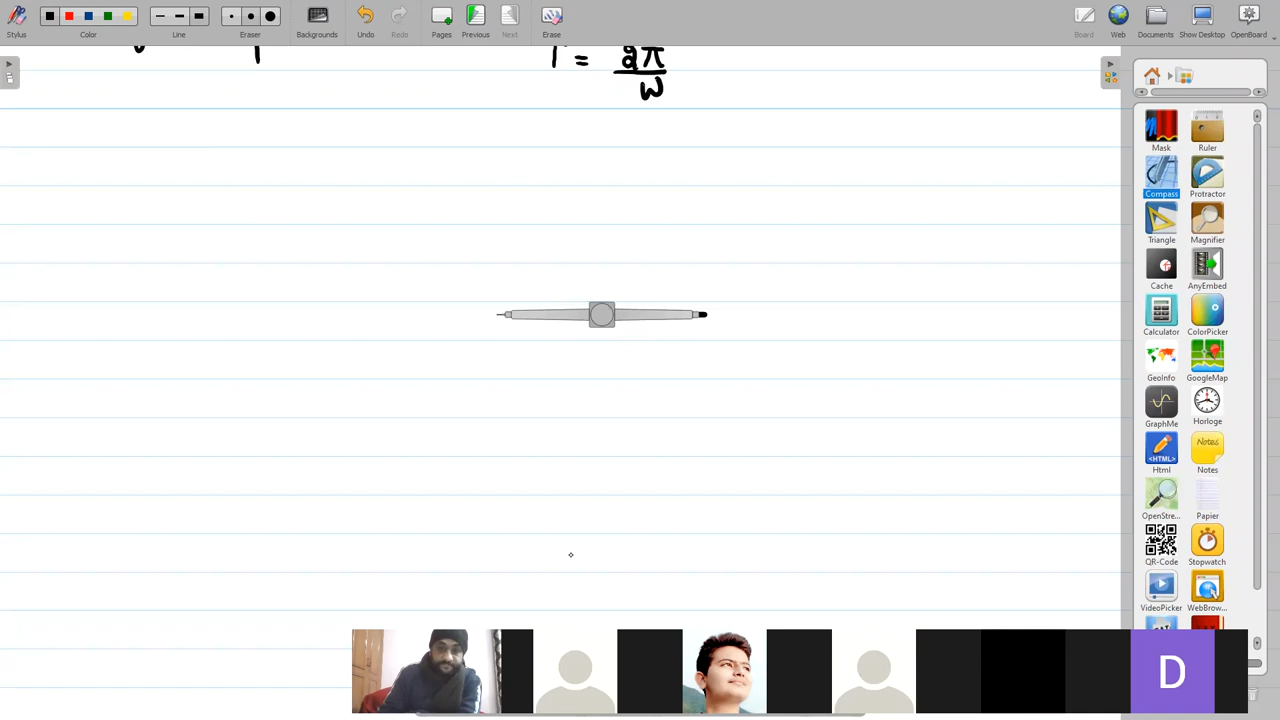 Stylus Color Line Eraser Backgrounds Undo Redo Pages Previous Next Erase Board Web Documents Show Desktop OpenBoard
T = 2π
w
Mask Ruler
Compass Protractor
Triangle Magnifier
Cache AnyEmbed
Calculator ColorPicker
GeoInfo GoogleMap
GraphMe Horloge
<HTML> Notes
Html Notes
OpenStre... Papier
QR-Code Stopwatch
VideoPicker WebBrow...
D